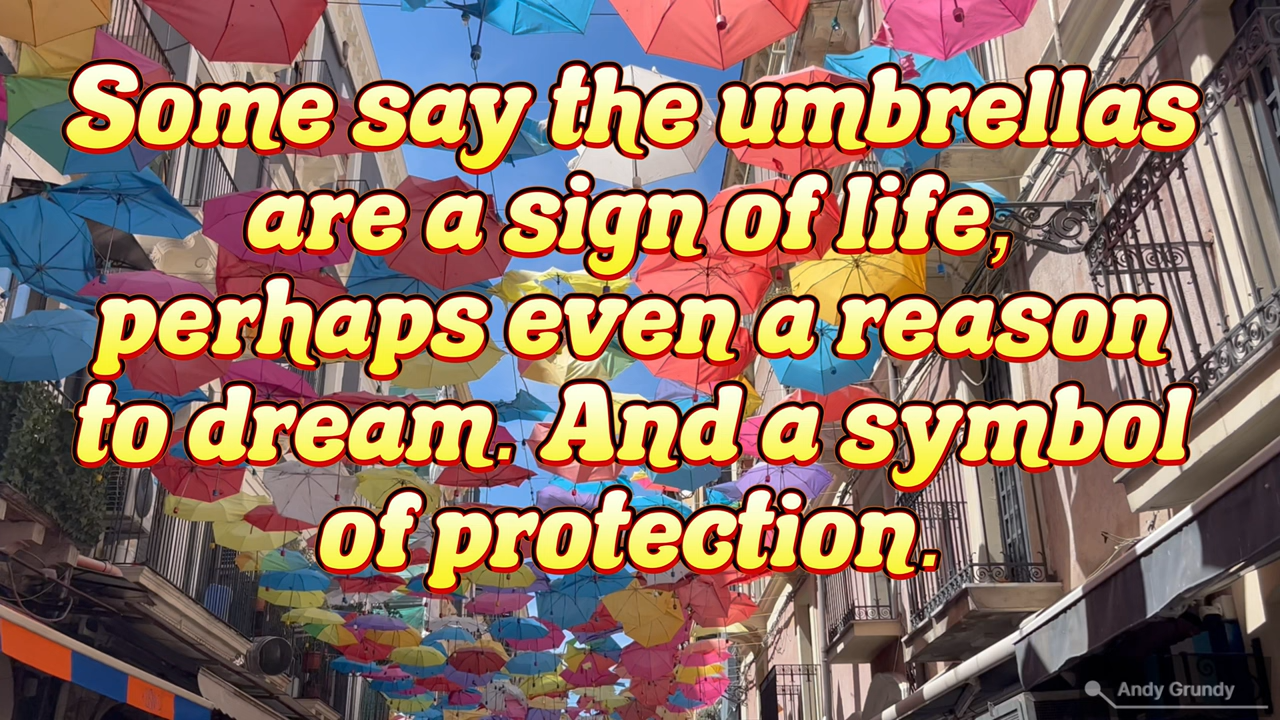 Some say the umbrellas
are a sign of life,
perhaps even a reason
to dream. And a symbol
of protection.
Andy Grundy